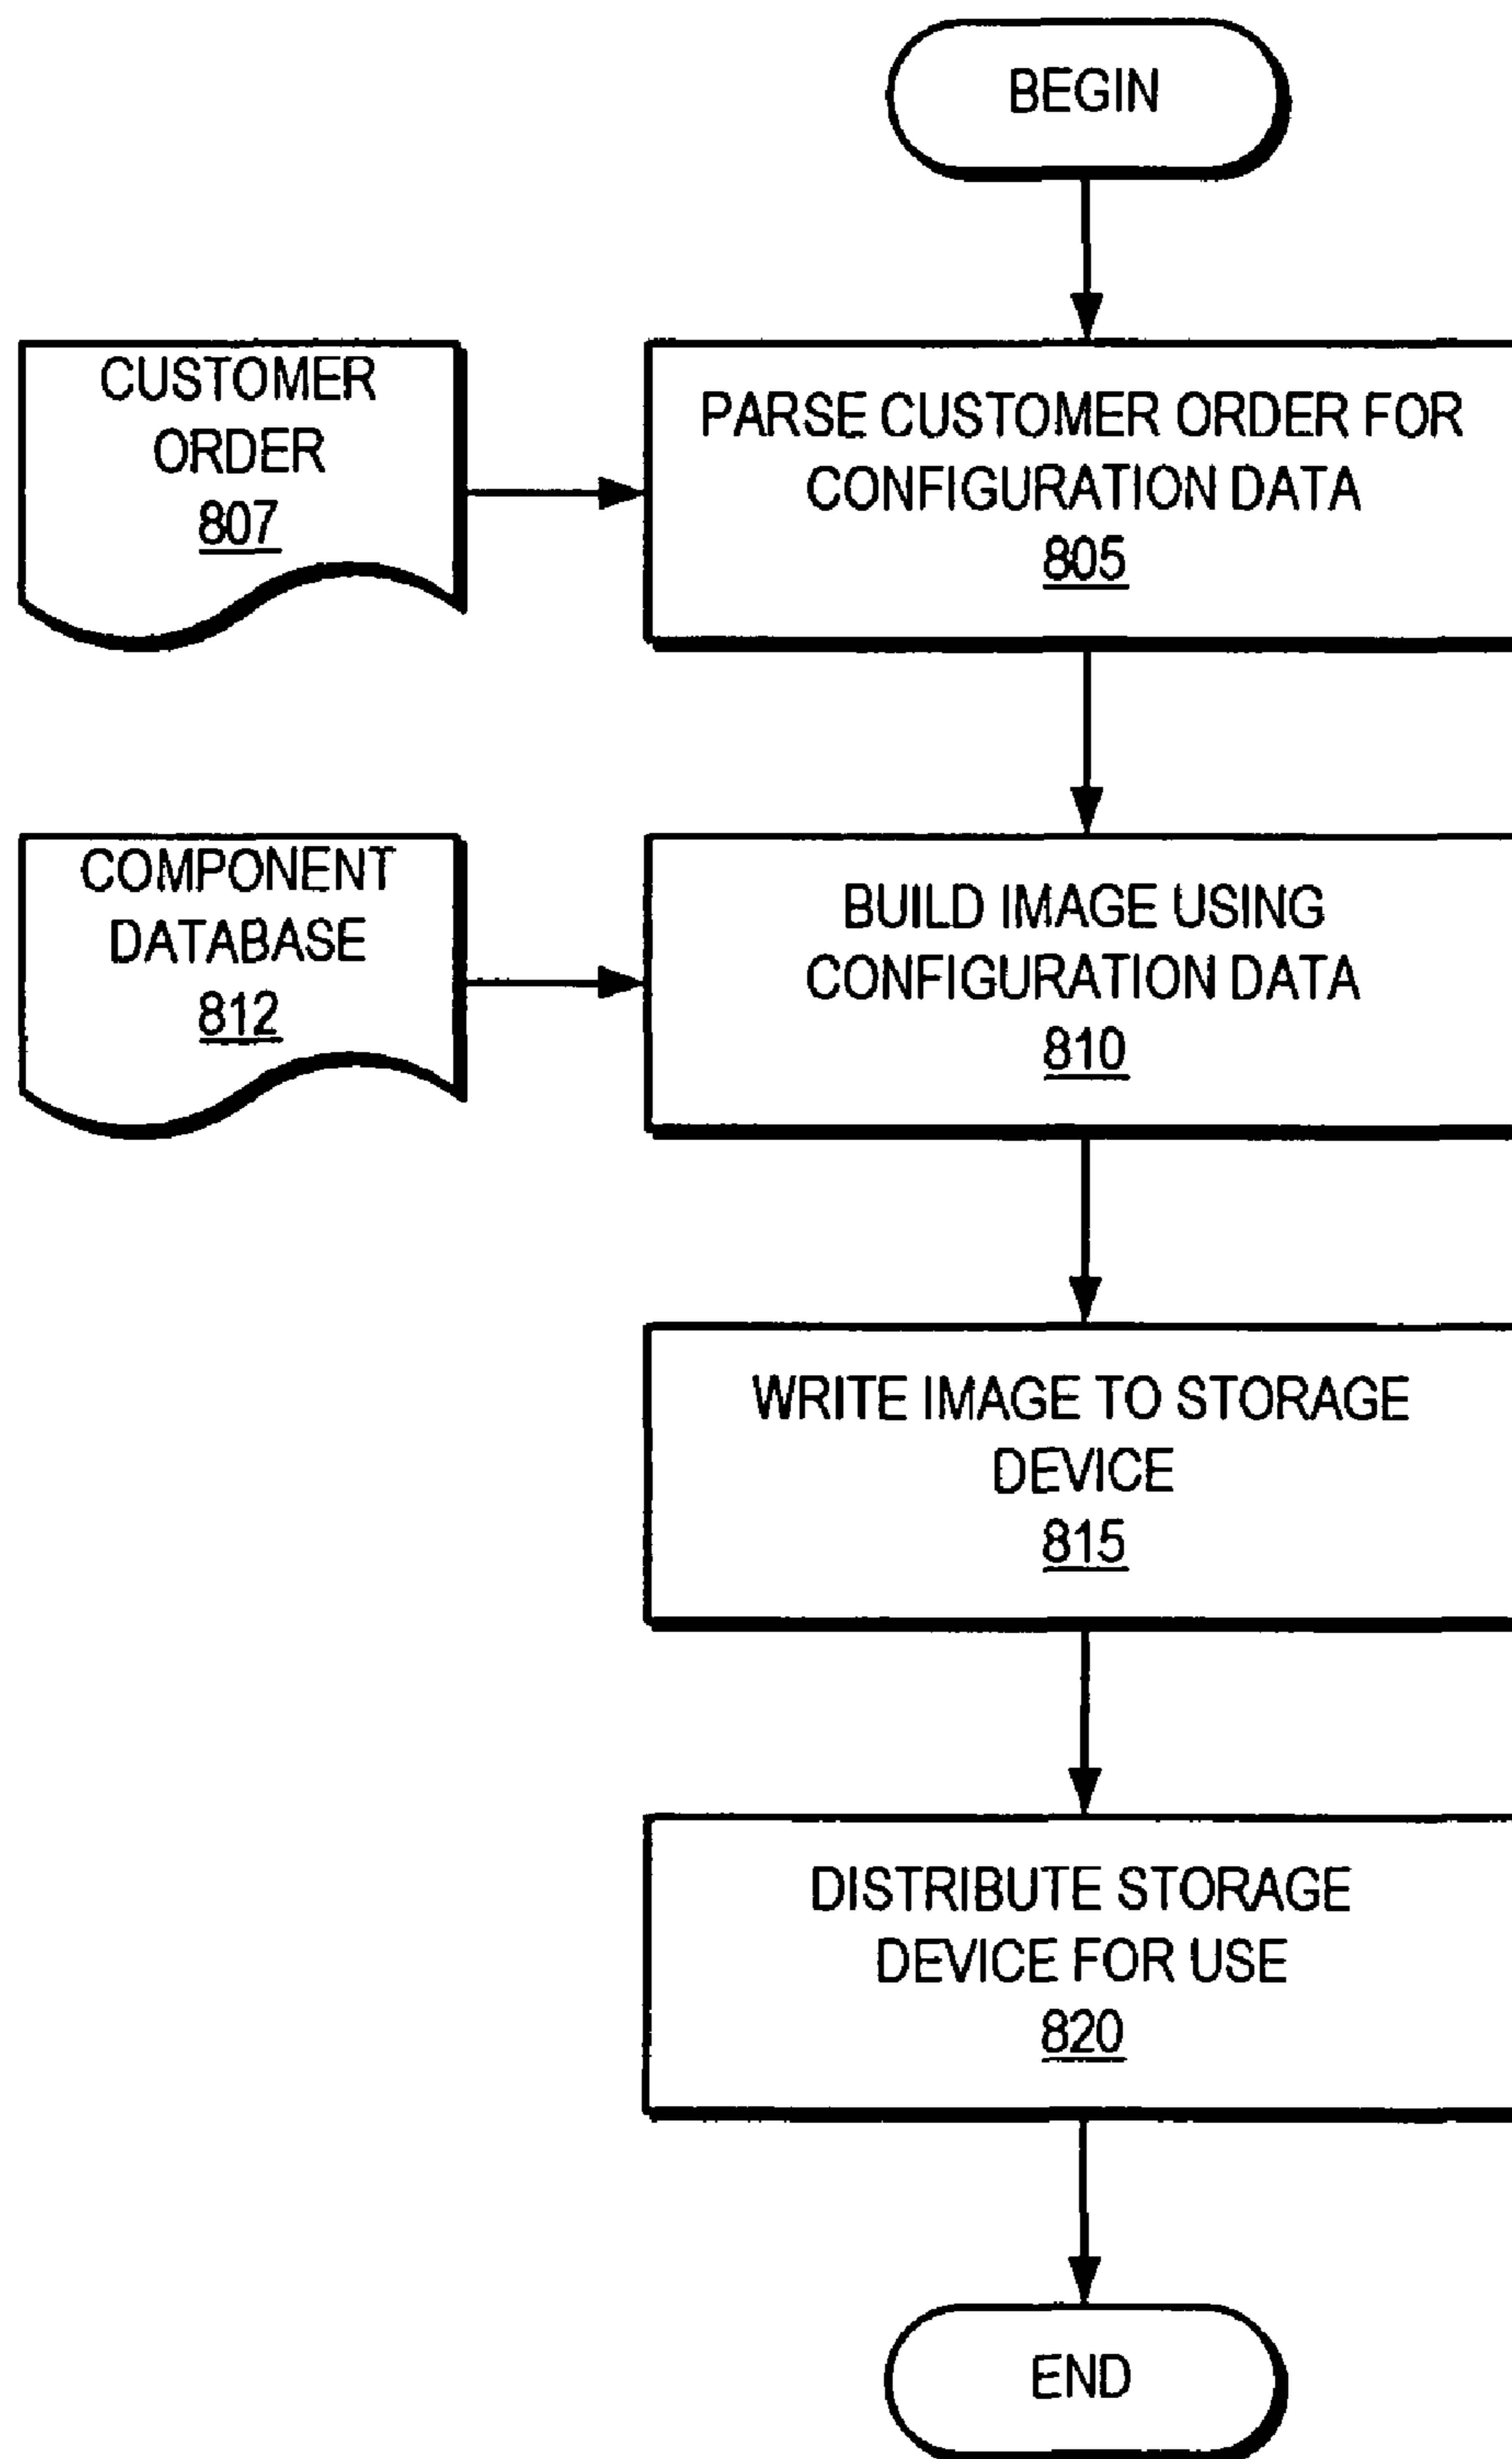 BEGIN
CUSTOMER
ORDER
807
PARSE CUSTOMER ORDER FOR
CONFIGURATION DATA
805
COMPONENT
DATABASE
812
BUILD IMAGE USING
CONFIGURATION DATA
810
WRITE IMAGE TO STORAGE
DEVICE
815
DISTRIBUTE STORAGE
DEVICE FOR USE
820
END